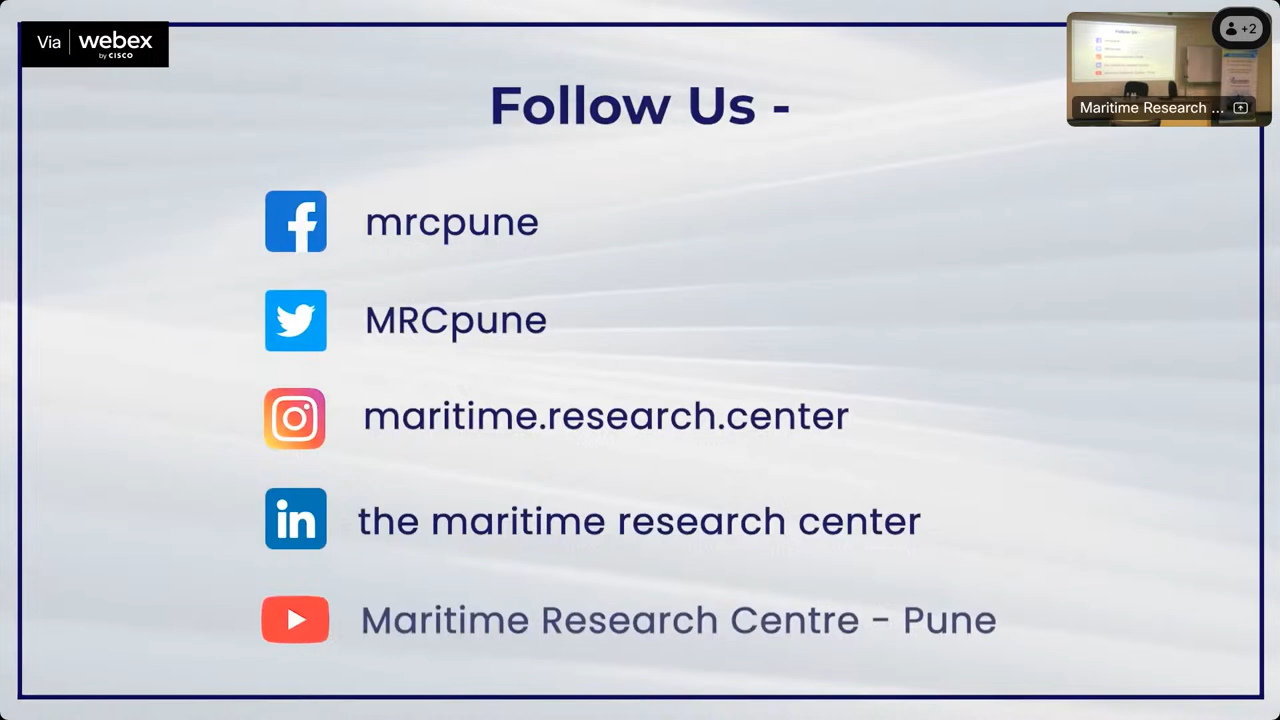 Via webex
by CISCO
+2
Maritime Research ...
Follow Us -
mrcpune
MRCpune
maritime.research.center
in the maritime research center
Maritime Research Centre - Pune